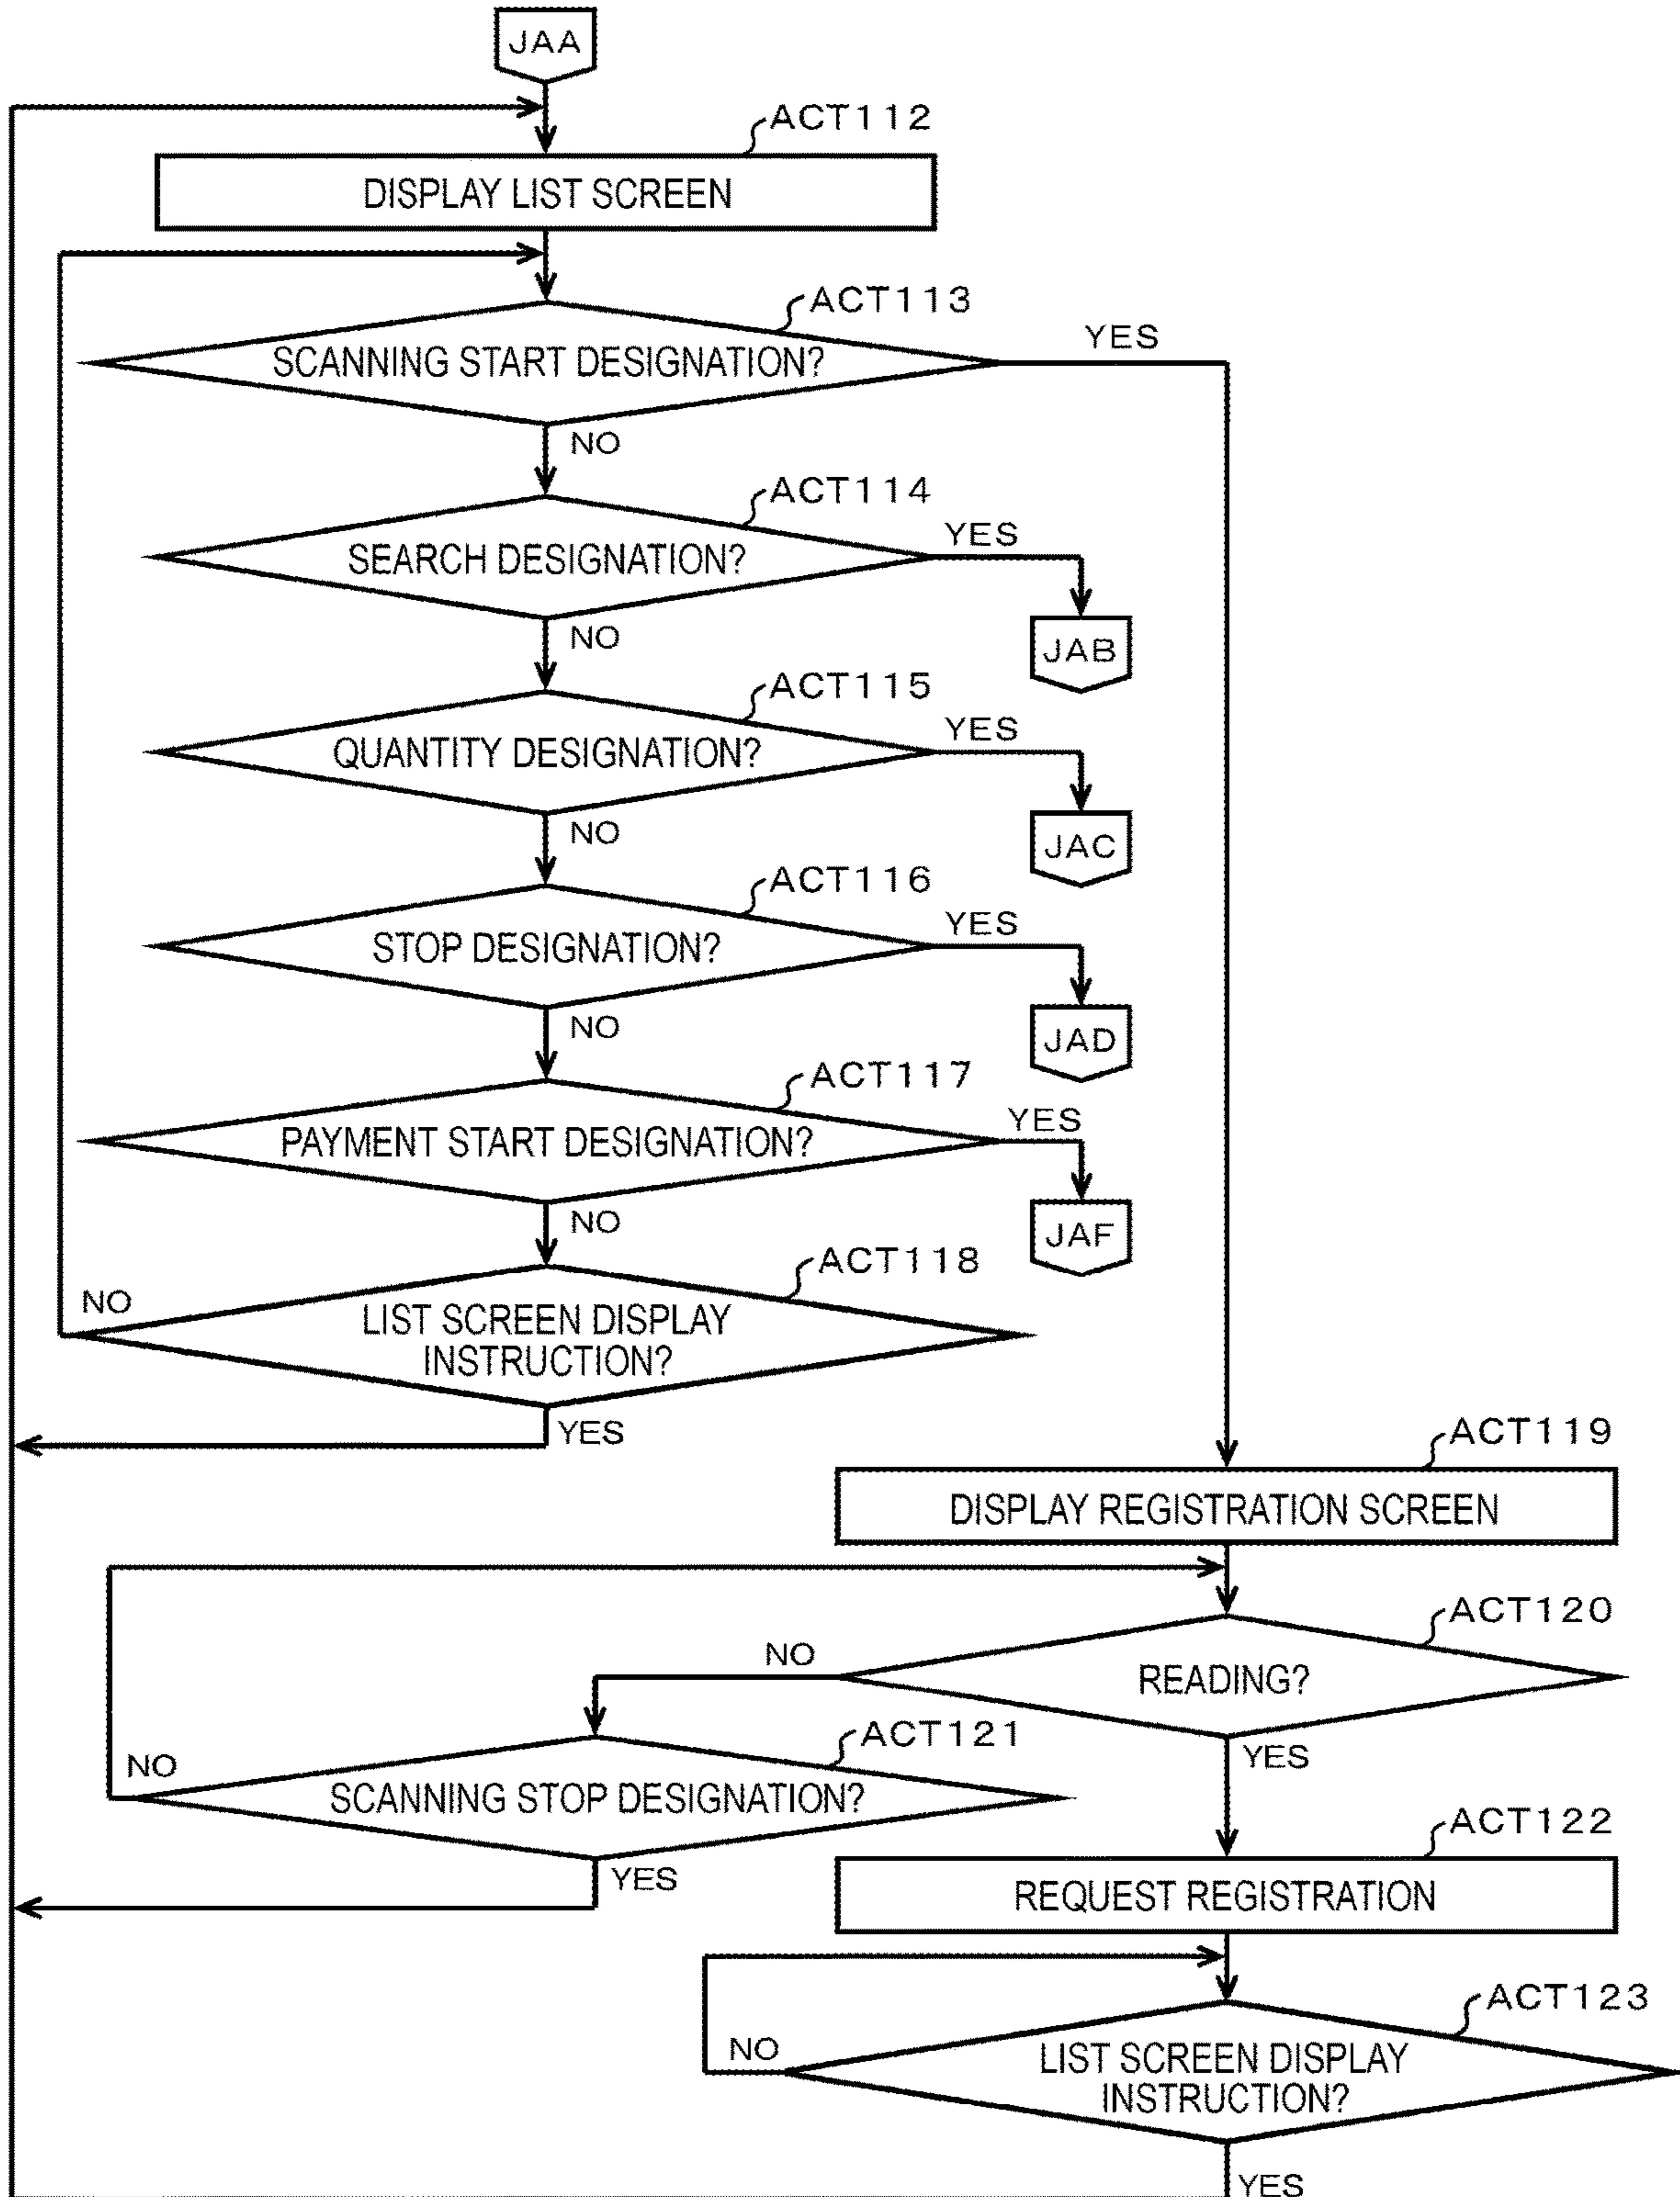 JAA
ACT112
DISPLAY LIST SCREEN
ACT113
SCANNING START DESIGNATION?
YES
NO
ACT114
SEARCH DESIGNATION?
YES
JAB
NO
ACT115
QUANTITY DESIGNATION?
YES
JAC
NO
ACT116
STOP DESIGNATION?
YES
JAD
NO
ACT117
PAYMENT START DESIGNATION?
YES
JAF
NO
ACT118
NO
LIST SCREEN DISPLAY
INSTRUCTION?
YES
ACT119
DISPLAY REGISTRATION SCREEN
ACT120
NO
READING?
YES
ACT121
NO
SCANNING STOP DESIGNATION?
YES
ACT122
REQUEST REGISTRATION
ACT123
NO
LIST SCREEN DISPLAY
INSTRUCTION?
YES